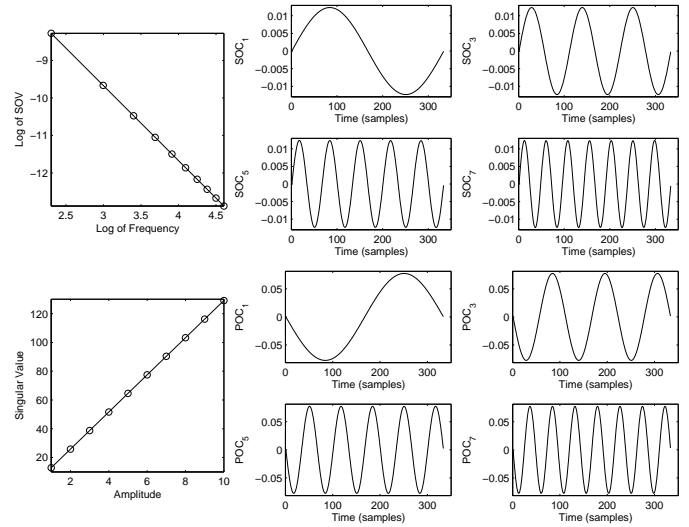 −9
−10
−11
−12
2.5 3 3.5 4 4.5
Log of Frequency
Log of SOV
0.01
0.005
0
−0.005
−0.01
0 100 200 300
Time (samples)
SOC1
0.01
0.005
0
−0.005
−0.01
0 100 200 300
Time (samples)
SOC3
0.01
0.005
0
−0.005
−0.01
0 100 200 300
Time (samples)
SOC5
0.01
0.005
0
−0.005
−0.01
0 100 200 300
Time (samples)
SOC7
120
100
80
60
40
20
2 4 6 8 10
Amplitude
Singular Value
0.05
0
−0.05
0 100 200 300
Time (samples)
POC1
0.05
0
−0.05
0 100 200 300
Time (samples)
POC3
0.05
0
−0.05
0 100 200 300
Time (samples)
POC5
0.05
0
−0.05
0 100 200 300
Time (samples)
POC7